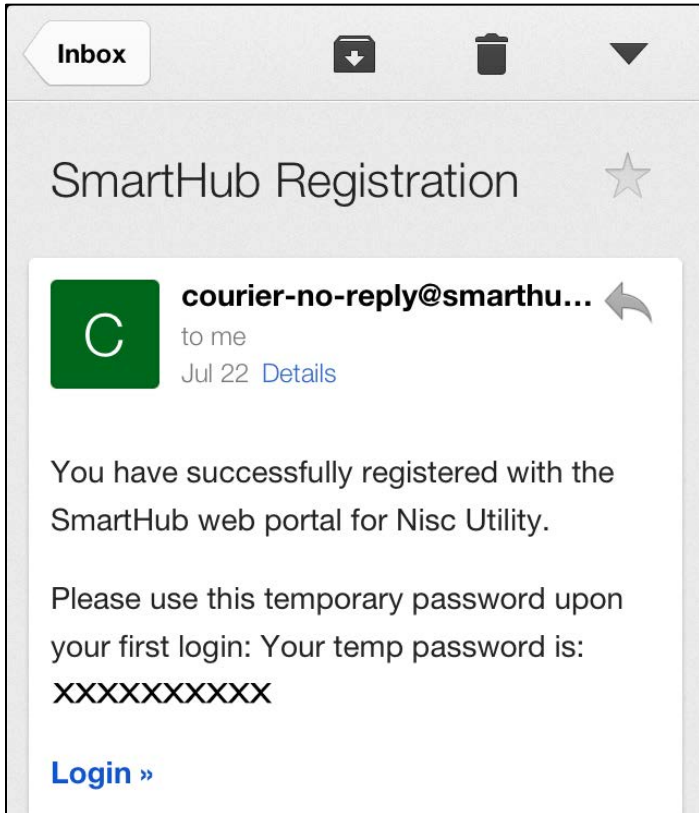 Inbox
SmartHub Registration
C
courier-no-reply@smarthu...
to me
Jul 22 Details
You have successfully registered with the
SmartHub web portal for Nisc Utility.
Please use this temporary password upon
your first login: Your temp password is:
XXXXXXXXXX
Login »